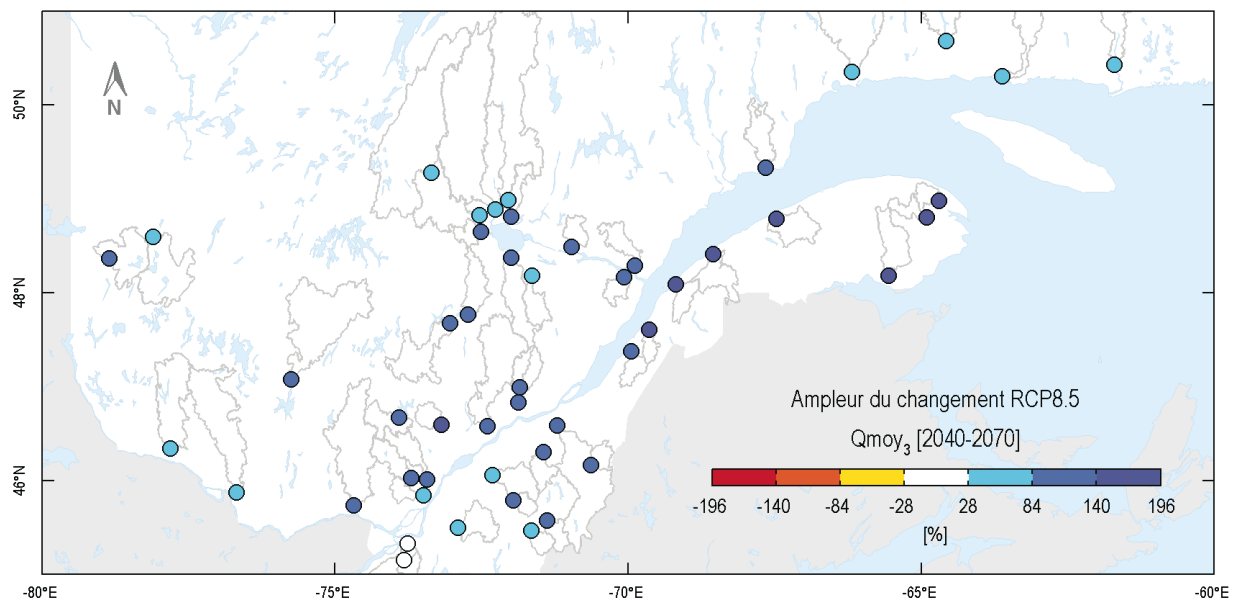 N
50°N
48°N
46°N
Ampleur du changement RCP8.5
Qmoy₃ [2040-2070]
-196 -140 -84 -28 28 84 140 196
[%]
-80°E -75°E -70°E -65°E -60°E